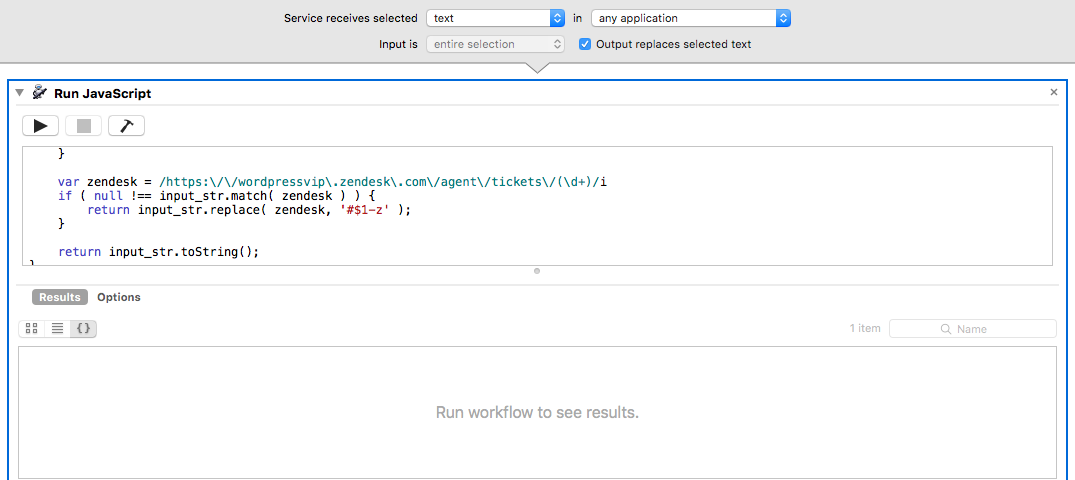 Service receives selected text in any application
Input is entire selection Output replaces selected text
Run JavaScript
}
var zendesk = /https:\/\/wordpressvip\.zendesk\.com\/agent\/tickets\/(\d+)/i
if ( null !== input_str.match( zendesk ) ) {
return input_str.replace( zendesk, '#$1-z' );
}
return input_str.toString();
}
Results Options
{} 1 item Name
Run workflow to see results.